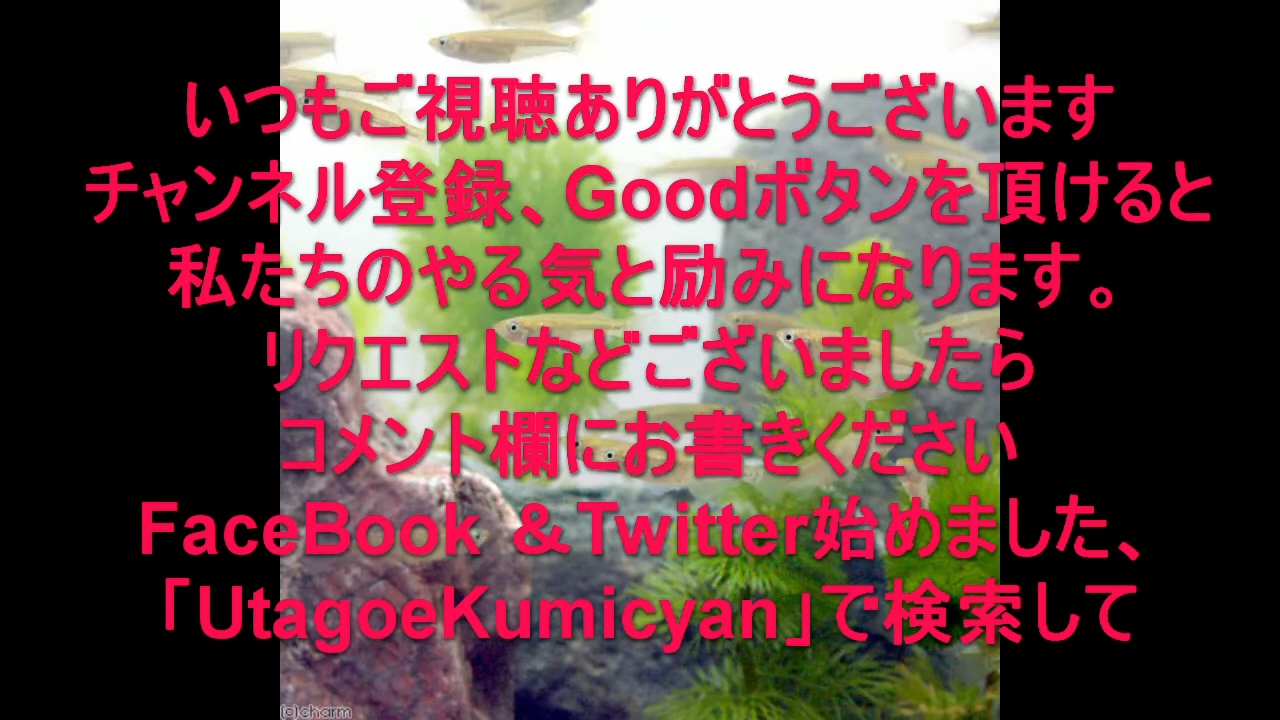 いつもご視聴ありがとうございます
チャンネル登録、Goodボタンを頂けると
私たちのやる気と励みになります。
リクエストなどございましたら
コメント欄にお書きください
FaceBook ＆Twitter始めました、
「UtagoeKumicyan」で検索して
(c)charm